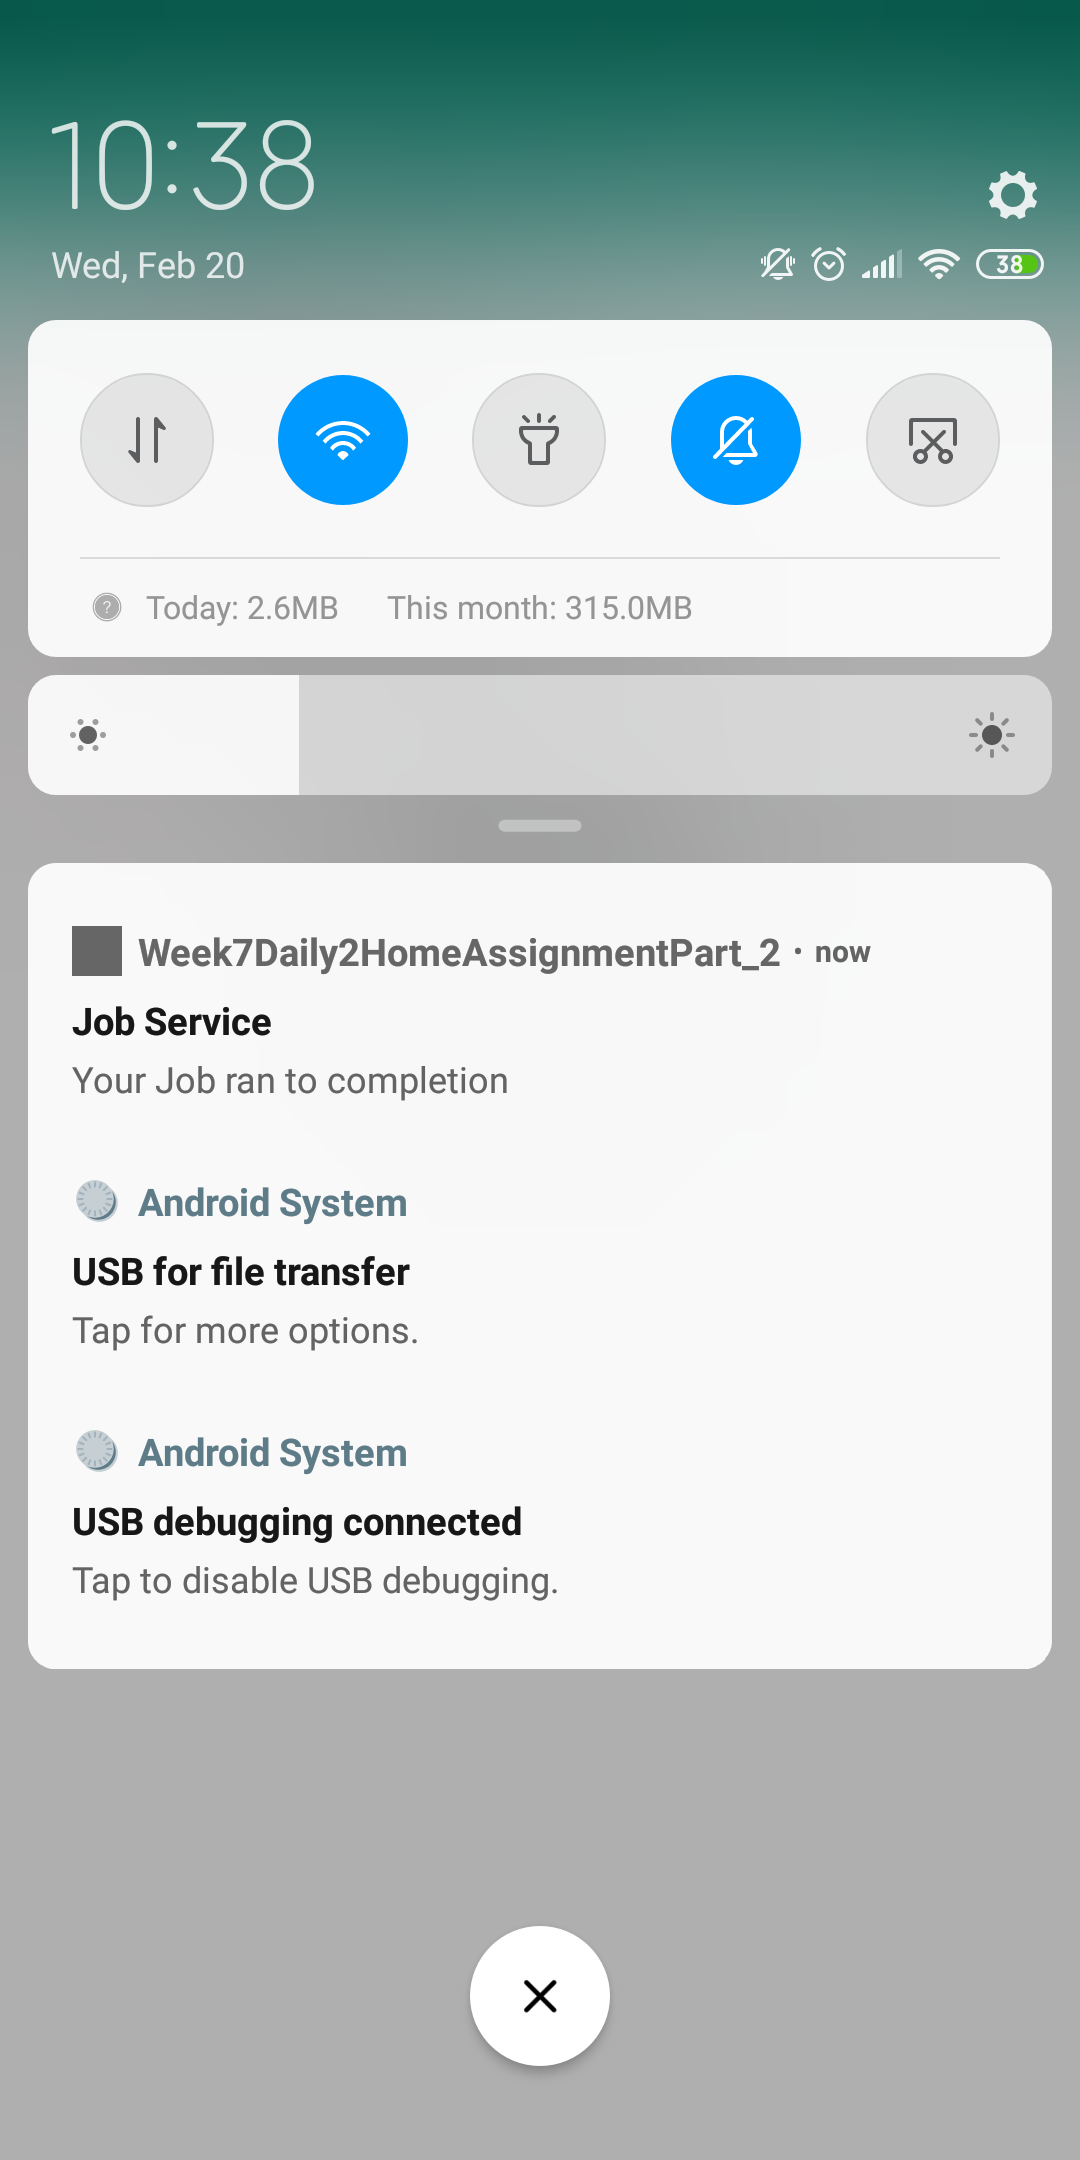 10:38
Wed, Feb 20
38
Today: 2.6MB This month: 315.0MB
Week7Daily2HomeAssignmentPart_2 · now
Job Service
Your Job ran to completion
Android System
USB for file transfer
Tap for more options.
Android System
USB debugging connected
Tap to disable USB debugging.